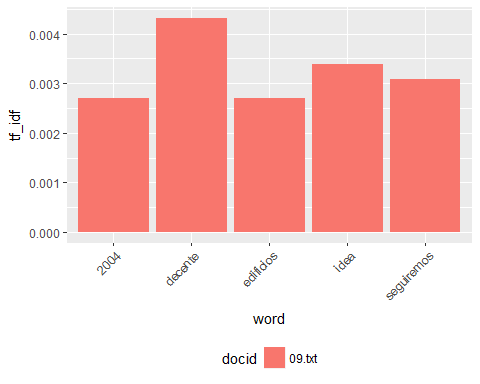 0.004
0.003
0.002
0.001
0.000
tf_idf
2004
decente
edificios
idea
seguiremos
word
docid 09.txt